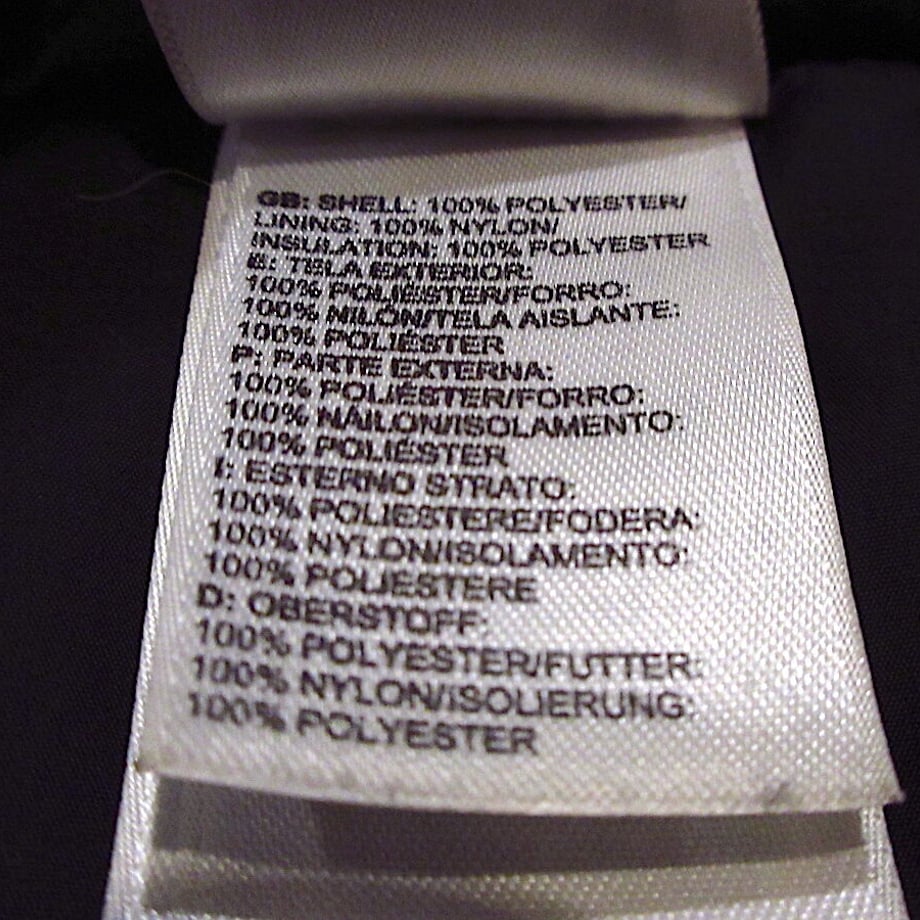 GB: SHELL: 100% POLYESTER/
LINING: 100% NYLON/
INSULATION: 100% POLYESTER
E: TELA EXTERIOR:
100% POLIÉSTER/FORRO:
100% NILÓN/TELA AISLANTE:
100% POLIÉSTER
P: PARTE EXTERNA:
100% POLIÉSTER/FORRO:
100% NÁILON/ISOLAMENTO:
100% POLIÉSTER
I: ESTERNO STRATO:
100% POLIESTERE/FODERA:
100% NYLON/ISOLAMENTO:
100% POLIESTERE
D: OBERSTOFF:
100% POLYESTER/FUTTER:
100% NYLON/ISOLIERUNG:
100% POLYESTER